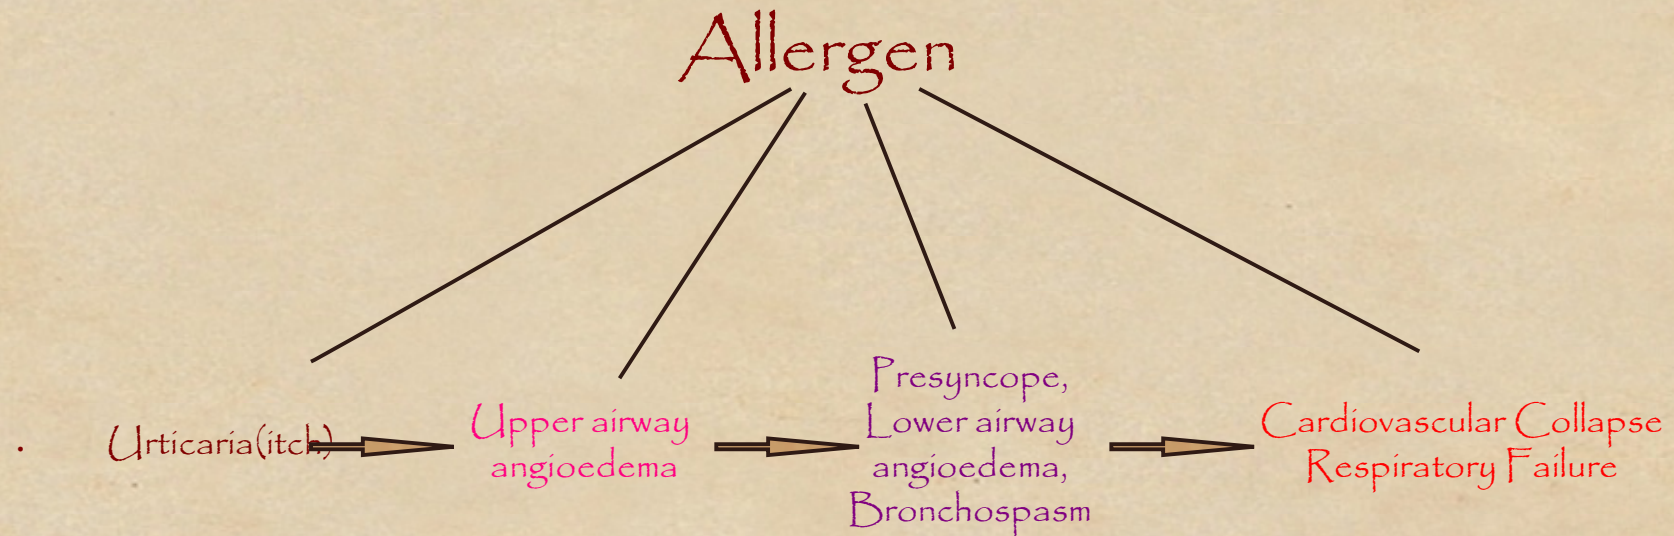 Allergen
• Urticaria(itch)
Upper airway
angioedema
Presyncope,
Lower airway
angioedema,
Bronchospasm
Cardiovascular Collapse
Respiratory Failure